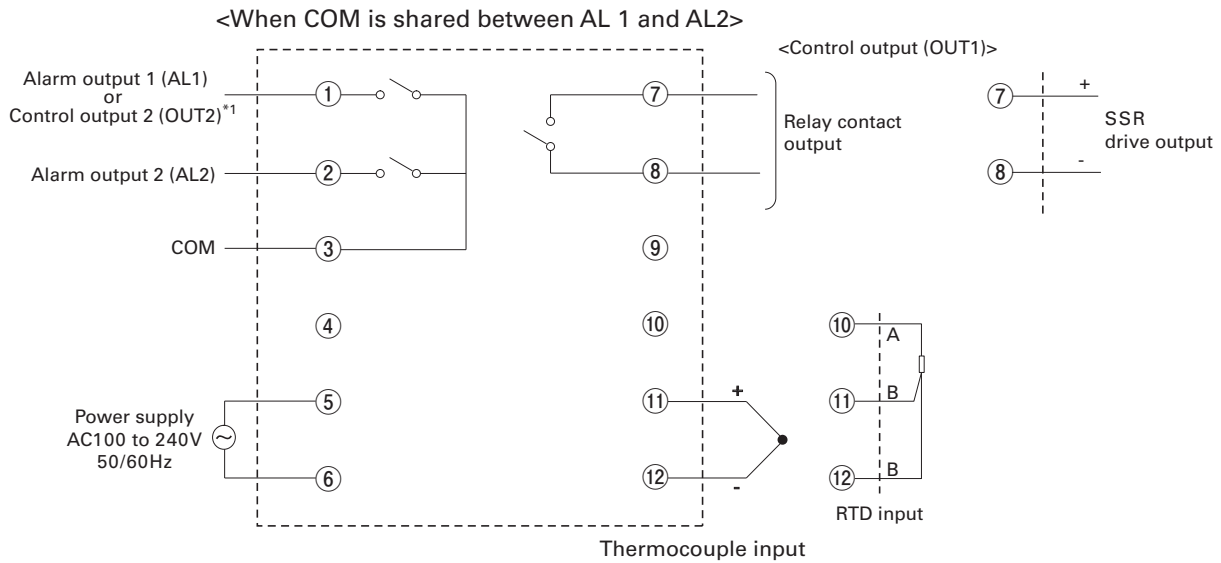 <When COM is shared between AL 1 and AL2>
<Control output (OUT1)>
Alarm output 1 (AL1)
or
Control output 2 (OUT2)*1
1
7
Relay contact
output
7
+
SSR
drive output
Alarm output 2 (AL2)
2
8
8
-
COM
3
9
4
10
10
A
Power supply
AC100 to 240V
50/60Hz
5
11
+
11
B
6
12
-
12
B
RTD input
Thermocouple input